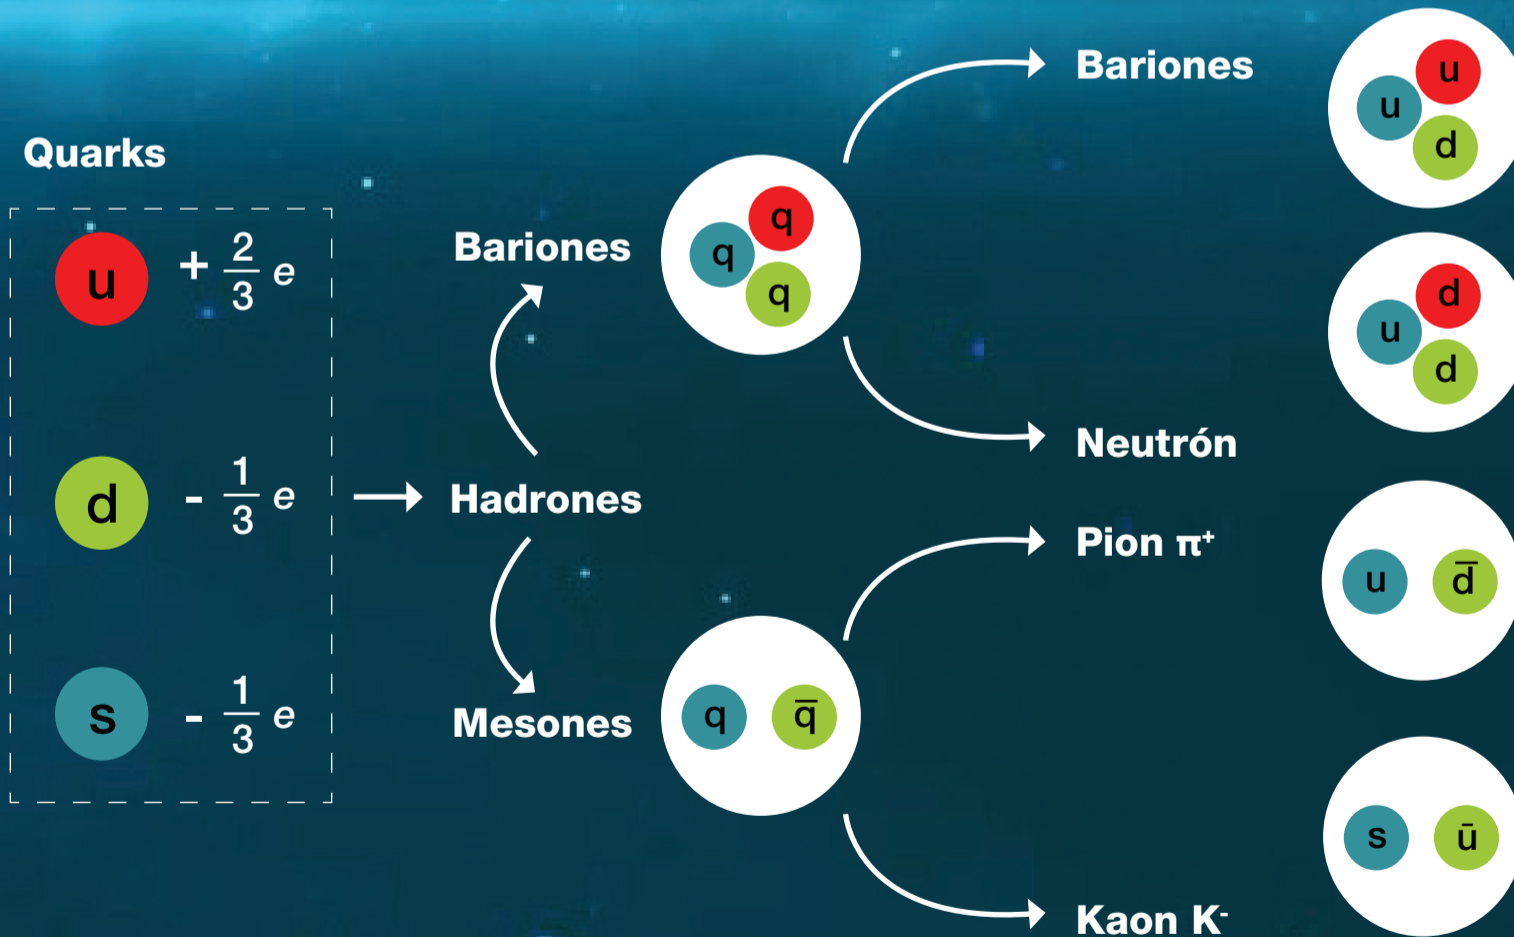 Quarks
u + 2/3 e
d - 1/3 e
s - 1/3 e
Hadrones
Bariones
q q q
Mesones
q q̅
Bariones
u u d
Neutrón
d u d
Pion π⁺
u d̅
Kaon K⁻
s ū